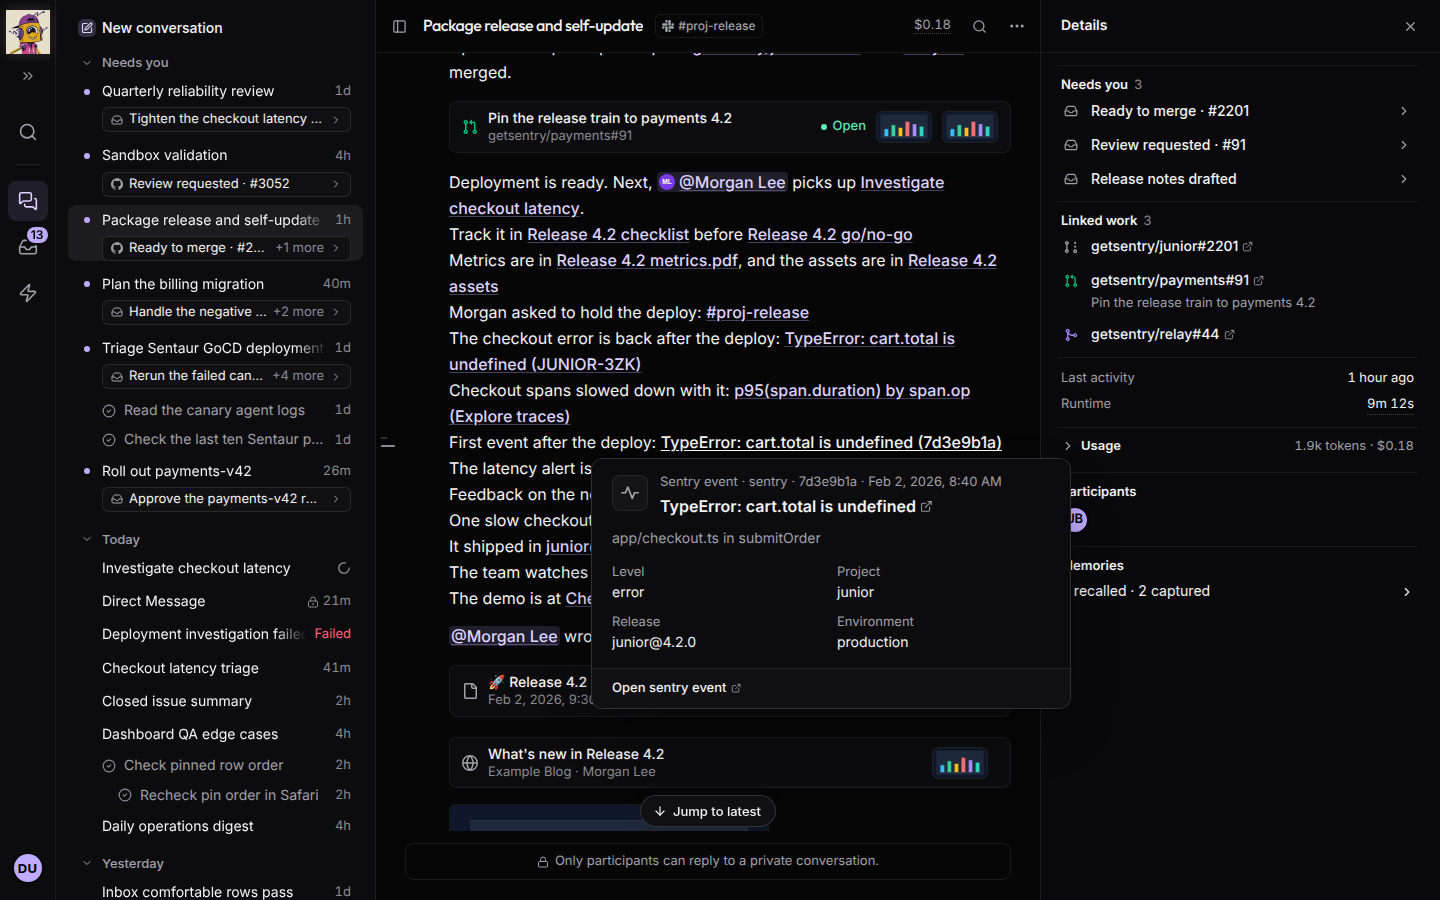 New conversation
Needs you
Quarterly reliability review 1d
Tighten the checkout latency ...
Sandbox validation 4h
Review requested · #3052
Package release and self-update 1h
Ready to merge · #2... +1 more
Plan the billing migration 40m
Handle the negative ... +2 more
Triage Sentaur GoCD deployment 1d
Rerun the failed can... +4 more
Read the canary agent logs 1d
Check the last ten Sentaur p... 1d
Roll out payments-v42 26m
Approve the payments-v42 r...
Today
Investigate checkout latency
Direct Message 21m
Deployment investigation failed Failed
Checkout latency triage 41m
Closed issue summary 2h
Dashboard QA edge cases 4h
Check pinned row order 2h
Recheck pin order in Safari 2h
Daily operations digest 4h
Yesterday
Inbox comfortable rows pass 1d
13
DU
Package release and self-update #proj-release $0.18
merged.
Pin the release train to payments 4.2
getsentry/payments#91
Open
Deployment is ready. Next, ML @Morgan Lee picks up Investigate
checkout latency.
Track it in Release 4.2 checklist before Release 4.2 go/no-go
Metrics are in Release 4.2 metrics.pdf, and the assets are in Release 4.2
assets
Morgan asked to hold the deploy: #proj-release
The checkout error is back after the deploy: TypeError: cart.total is
undefined (JUNIOR-3ZK)
Checkout spans slowed down with it: p95(span.duration) by span.op
(Explore traces)
First event after the deploy: TypeError: cart.total is undefined (7d3e9b1a)
The latency alert is
Feedback on the
One slow checkout
It shipped in junior
The team watches
The demo is at
@Morgan Lee
Sentry event · sentry · 7d3e9b1a · Feb 2, 2026, 8:40 AM
TypeError: cart.total is undefined
app/checkout.ts in submitOrder
Level
error
Project
junior
Release
junior@4.2.0
Environment
production
Open sentry event
🚀 Release 4.2
Feb 2, 2026,
What's new in Release 4.2
Example Blog · Morgan Lee
Jump to latest
Only participants can reply to a private conversation.
Details
Needs you 3
Ready to merge · #2201
Review requested · #91
Release notes drafted
Linked work 3
getsentry/junior#2201
getsentry/payments#91
Pin the release train to payments 4.2
getsentry/relay#44
Last activity 1 hour ago
Runtime 9m 12s
Usage 1.9k tokens · $0.18
articipants
JB
emories
recalled · 2 captured